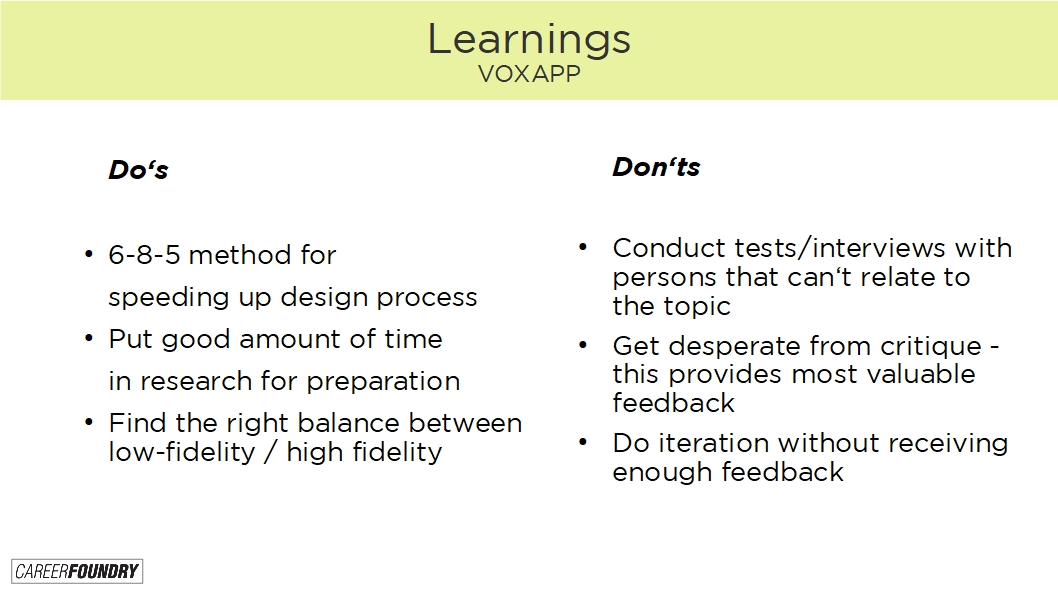 Learnings
VOXAPP
Do‘s
• 6-8-5 method for
speeding up design process
• Put good amount of time
in research for preparation
• Find the right balance between
low-fidelity / high fidelity
Don‘ts
• Conduct tests/interviews with
persons that can‘t relate to
the topic
• Get desperate from critique -
this provides most valuable
feedback
• Do iteration without receiving
enough feedback
CAREERFOUNDRY